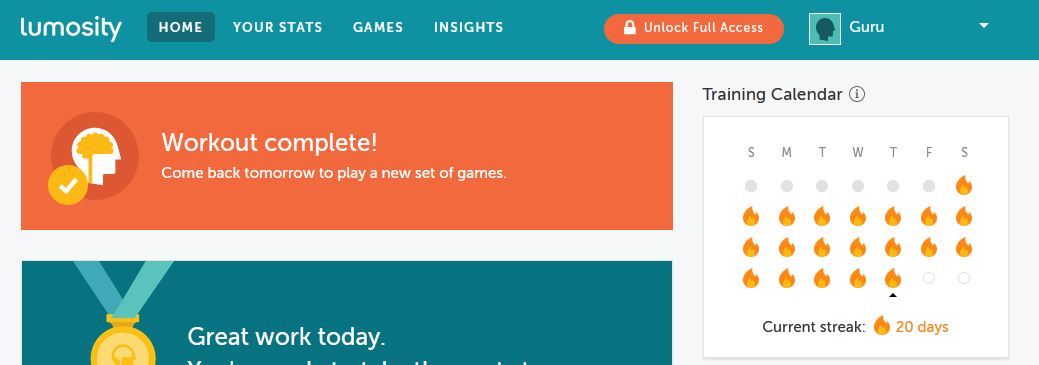 lumosity HOME YOUR STATS GAMES INSIGHTS Unlock Full Access Guru
Workout complete!
Come back tomorrow to play a new set of games.
Great work today.
Training Calendar
S M T W T F S
Current streak: 20 days